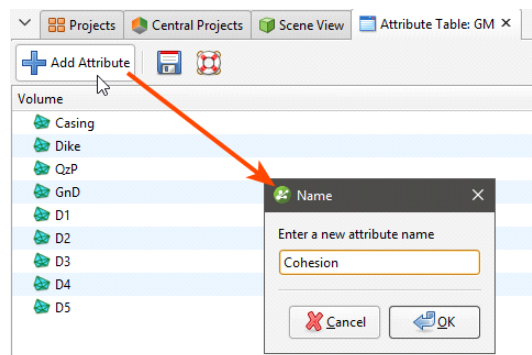 Projects Central Projects Scene View Attribute Table: GM
Add Attribute
Volume
Casing
Dike
QzP
GnD
D1
D2
D3
D4
D5
Name
Enter a new attribute name
Cohesion
Cancel OK